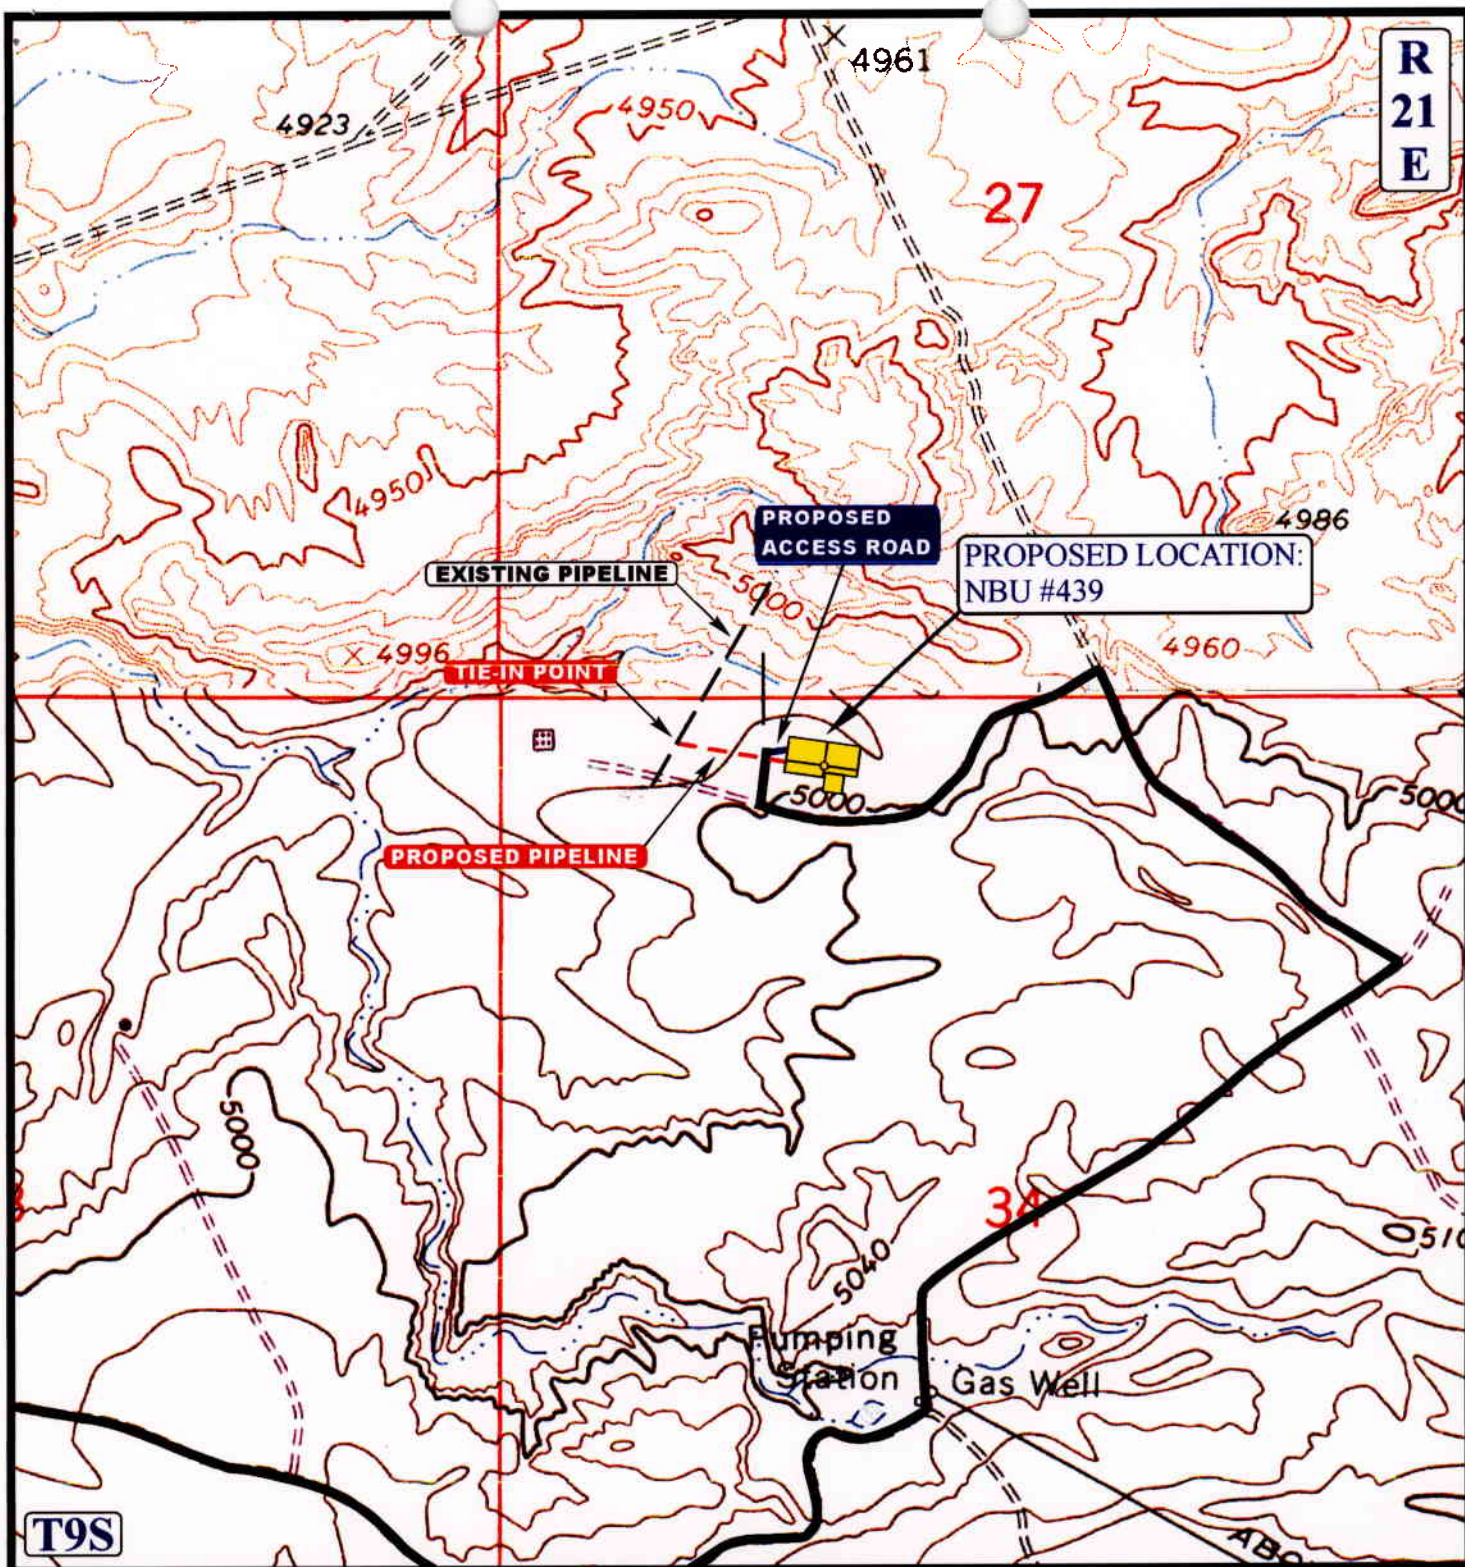 R
21
E
4961
4923
4950
27
4950
4986
PROPOSED
ACCESS ROAD
PROPOSED LOCATION:
NBU #439
EXISTING PIPELINE
5000
4996
4960
TIE-IN POINT
5000
5000
PROPOSED PIPELINE
5000
34
5040
Pumping
Station
Gas Well
T9S